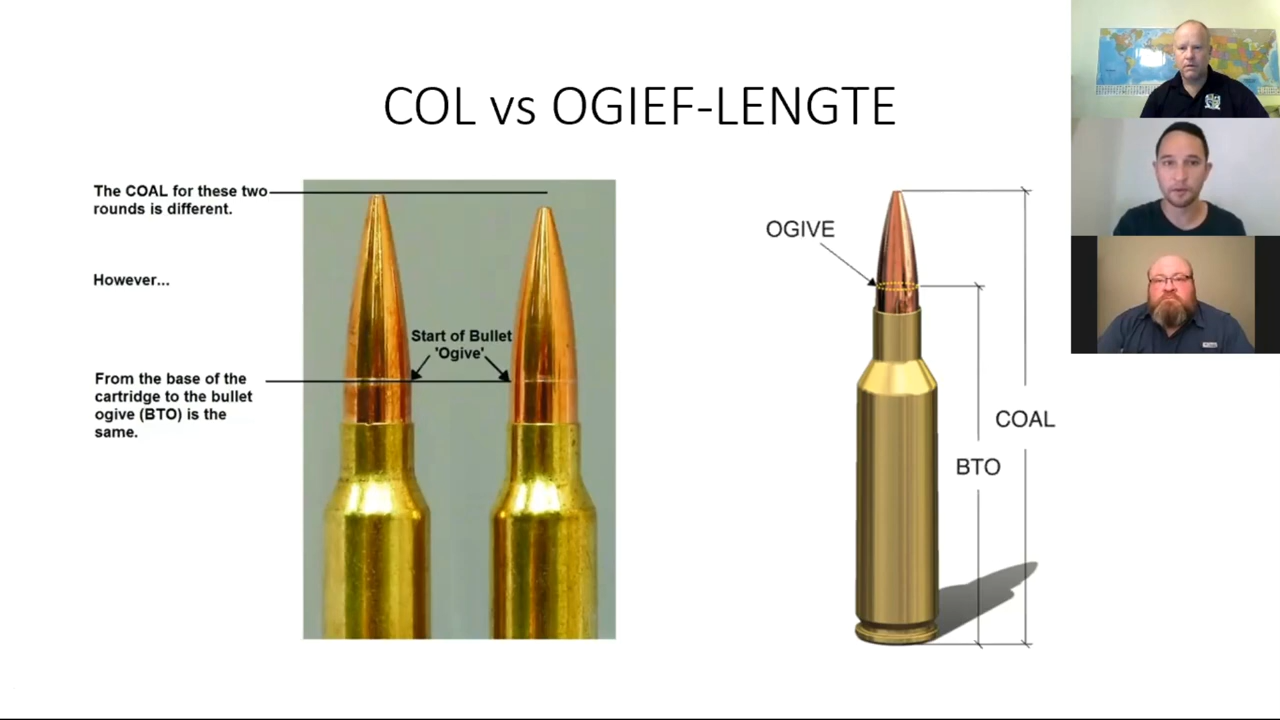 COL vs OGIEF-LENGTE
The COAL for these two
rounds is different.
However...
Start of Bullet
'Ogive'
From the base of the
cartridge to the bullet
ogive (BTO) is the
same.
OGIVE
COAL
BTO